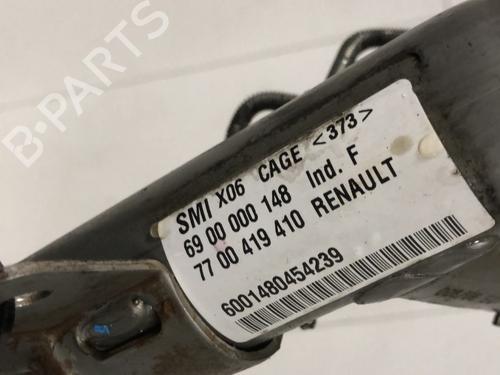 B-PARTS
SMI X06 CAGE <373>
69 00 000 148 Ind. F
77 00 419 410 RENAULT
6001480454239